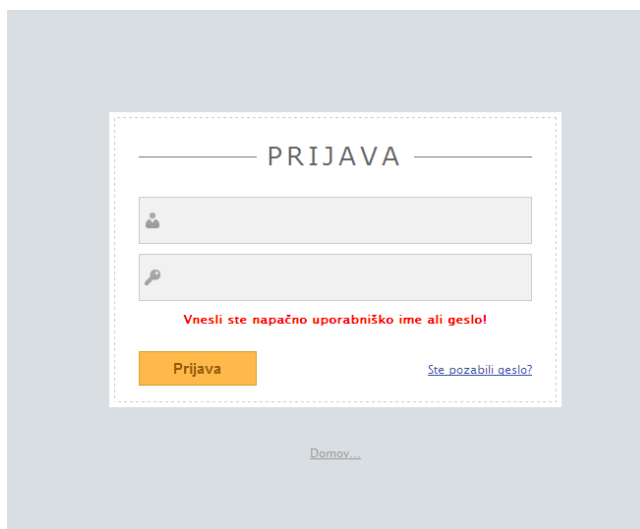 PRIJAVA
Vnesli ste napačno uporabniško ime ali geslo!
Prijava
Ste pozabili geslo?
Domov...